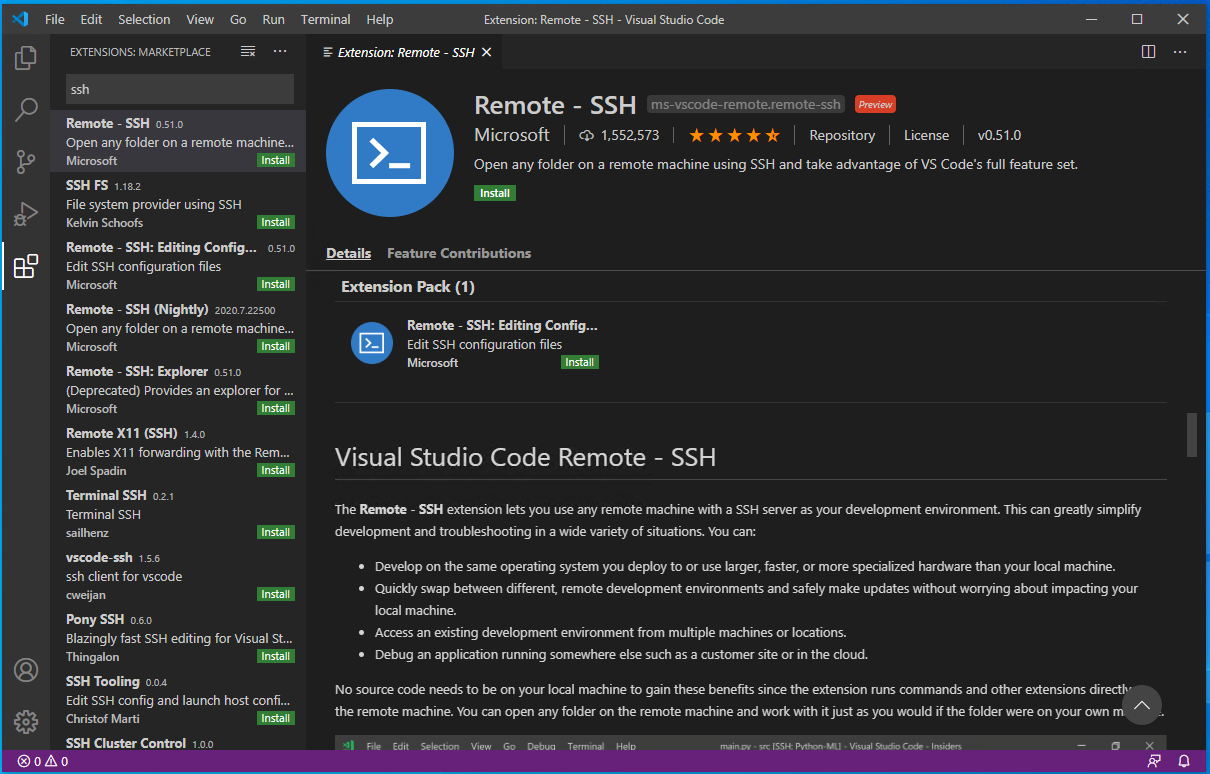 File Edit Selection View Go Run Terminal Help Extension: Remote - SSH - Visual Studio Code
EXTENSIONS: MARKETPLACE
ssh
Remote - SSH 0.51.0
Open any folder on a remote machine...
Microsoft Install
SSH FS 1.18.2
File system provider using SSH
Kelvin Schoofs Install
Remote - SSH: Editing Config... 0.51.0
Edit SSH configuration files
Microsoft Install
Remote - SSH (Nightly) 2020.7.22500
Open any folder on a remote machine...
Microsoft Install
Remote - SSH: Explorer 0.51.0
(Deprecated) Provides an explorer for ...
Microsoft Install
Remote X11 (SSH) 1.4.0
Enables X11 forwarding with the Rem...
Joel Spadin Install
Terminal SSH 0.2.1
Terminal SSH
sailhenz Install
vscode-ssh 1.5.6
ssh client for vscode
cweijan Install
Pony SSH 0.6.0
Blazingly fast SSH editing for Visual St...
Thingalon Install
SSH Tooling 0.0.4
Edit SSH config and launch host confi...
Christof Marti Install
SSH Cluster Control 1.0.0
Extension: Remote - SSH
Remote - SSH ms-vscode-remote.remote-ssh Preview
Microsoft 1,552,573 Repository License v0.51.0
Open any folder on a remote machine using SSH and take advantage of VS Code's full feature set.
Install
Details Feature Contributions
Extension Pack (1)
Remote - SSH: Editing Config...
Edit SSH configuration files
Microsoft Install
Visual Studio Code Remote - SSH
The Remote - SSH extension lets you use any remote machine with a SSH server as your development environment. This can greatly simplify
development and troubleshooting in a wide variety of situations. You can:
• Develop on the same operating system you deploy to or use larger, faster, or more specialized hardware than your local machine.
• Quickly swap between different, remote development environments and safely make updates without worrying about impacting your
local machine.
• Access an existing development environment from multiple machines or locations.
• Debug an application running somewhere else such as a customer site or in the cloud.
No source code needs to be on your local machine to gain these benefits since the extension runs commands and other extensions directly
the remote machine. You can open any folder on the remote machine and work with it just as you would if the folder were on your own
File Edit Selection View Go Debug Terminal Help main.py - src [SSH: Python-ML] - Visual Studio Code - Insiders
0 0